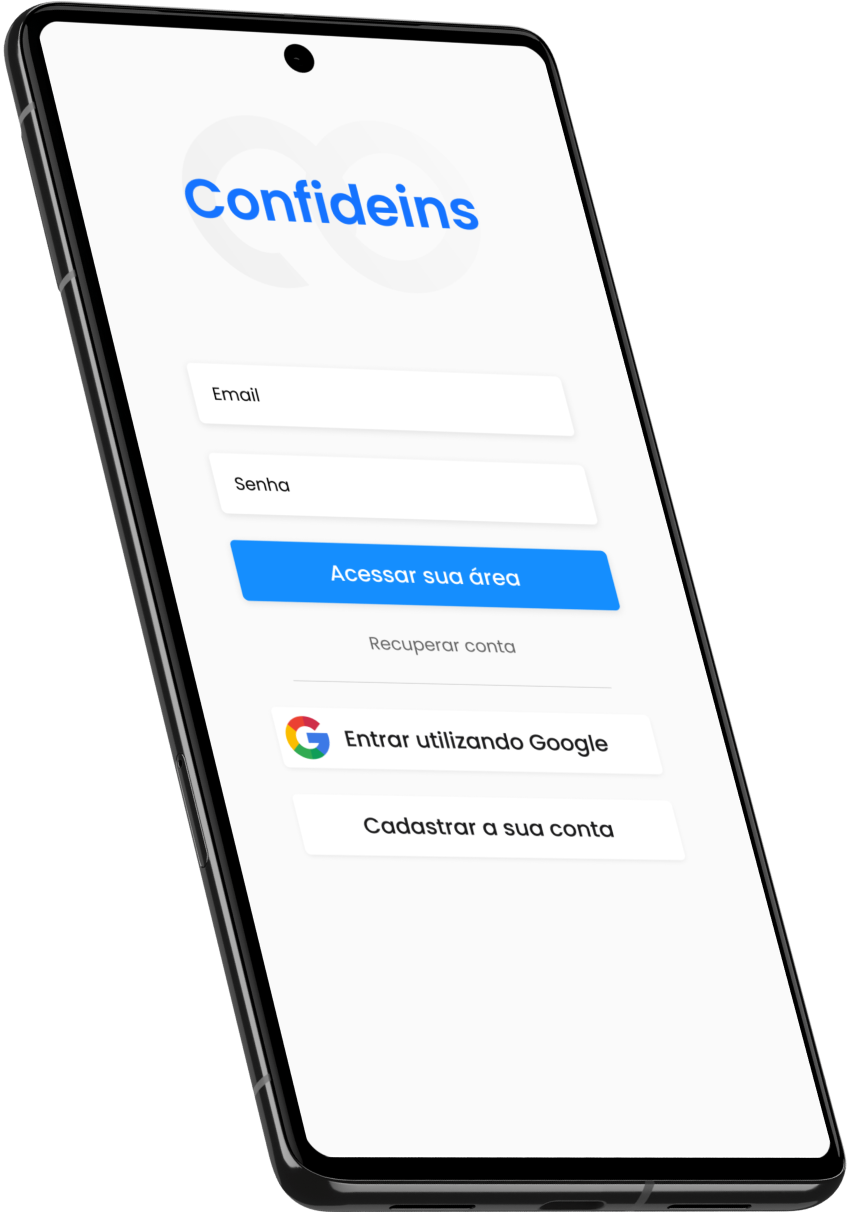 Confideins
Email
Senha
Acessar sua área
Recuperar conta
Entrar utilizando Google
Cadastrar a sua conta